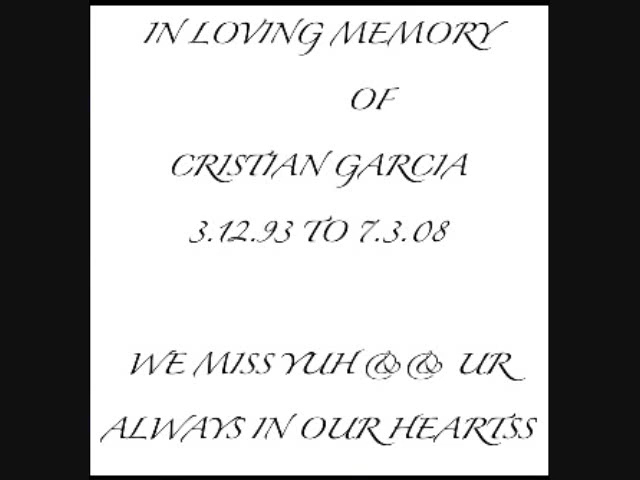 IN LOVING MEMORY
OF
CRISTIAN GARCIA
3.12.93 TO 7.3.08
WE MISS YUH && UR
ALWAYS IN OUR HEARTSS